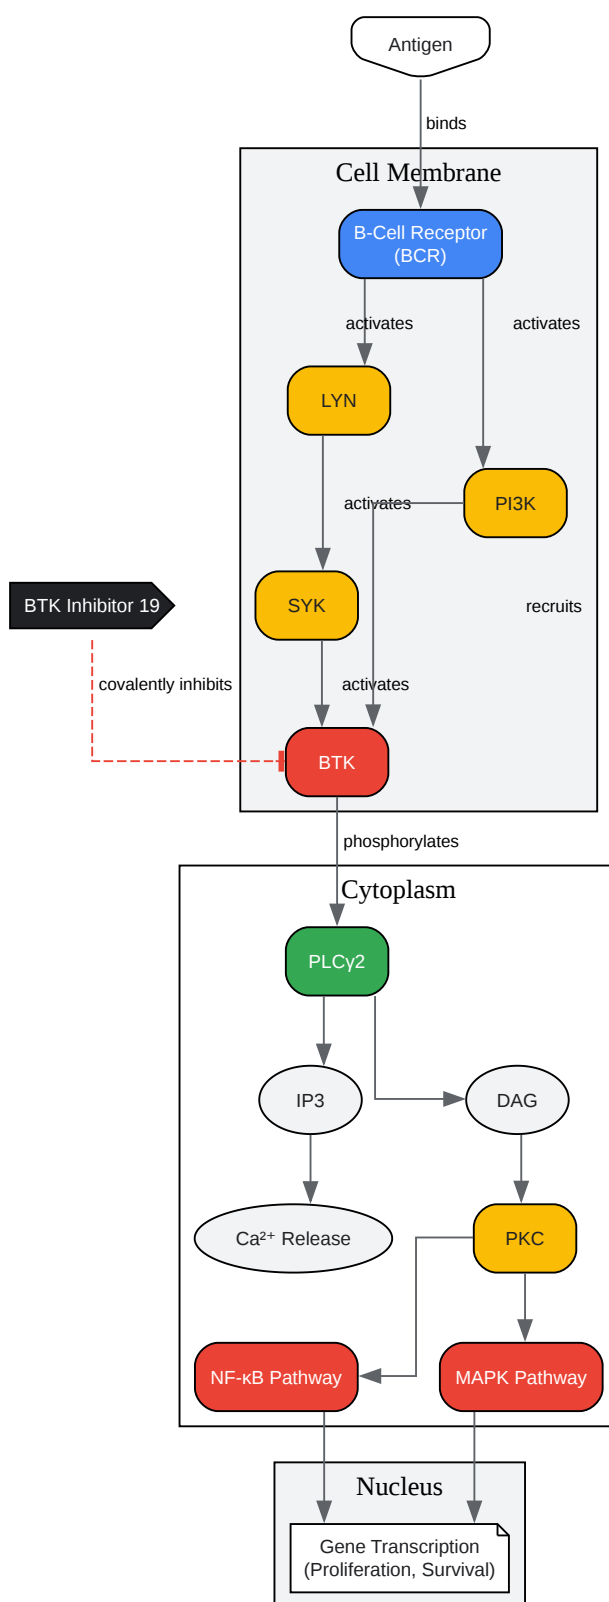 Antigen
binds
Cell Membrane
B-Cell Receptor
(BCR)
activates
activates
LYN
activates
PI3K
BTK Inhibitor 19
SYK
recruits
covalently inhibits
activates
BTK
phosphorylates
Cytoplasm
PLCγ2
IP3
DAG
Ca²⁺ Release
PKC
NF-κB Pathway
MAPK Pathway
Nucleus
Gene Transcription
(Proliferation, Survival)